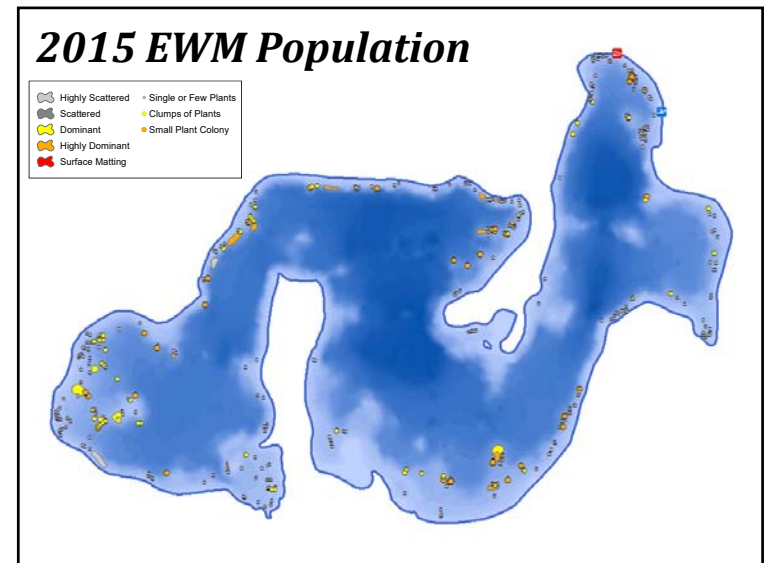 2015 EWM Population
Highly Scattered
Scattered
Dominant
Highly Dominant
Surface Matting
Single or Few Plants
Clumps of Plants
Small Plant Colony